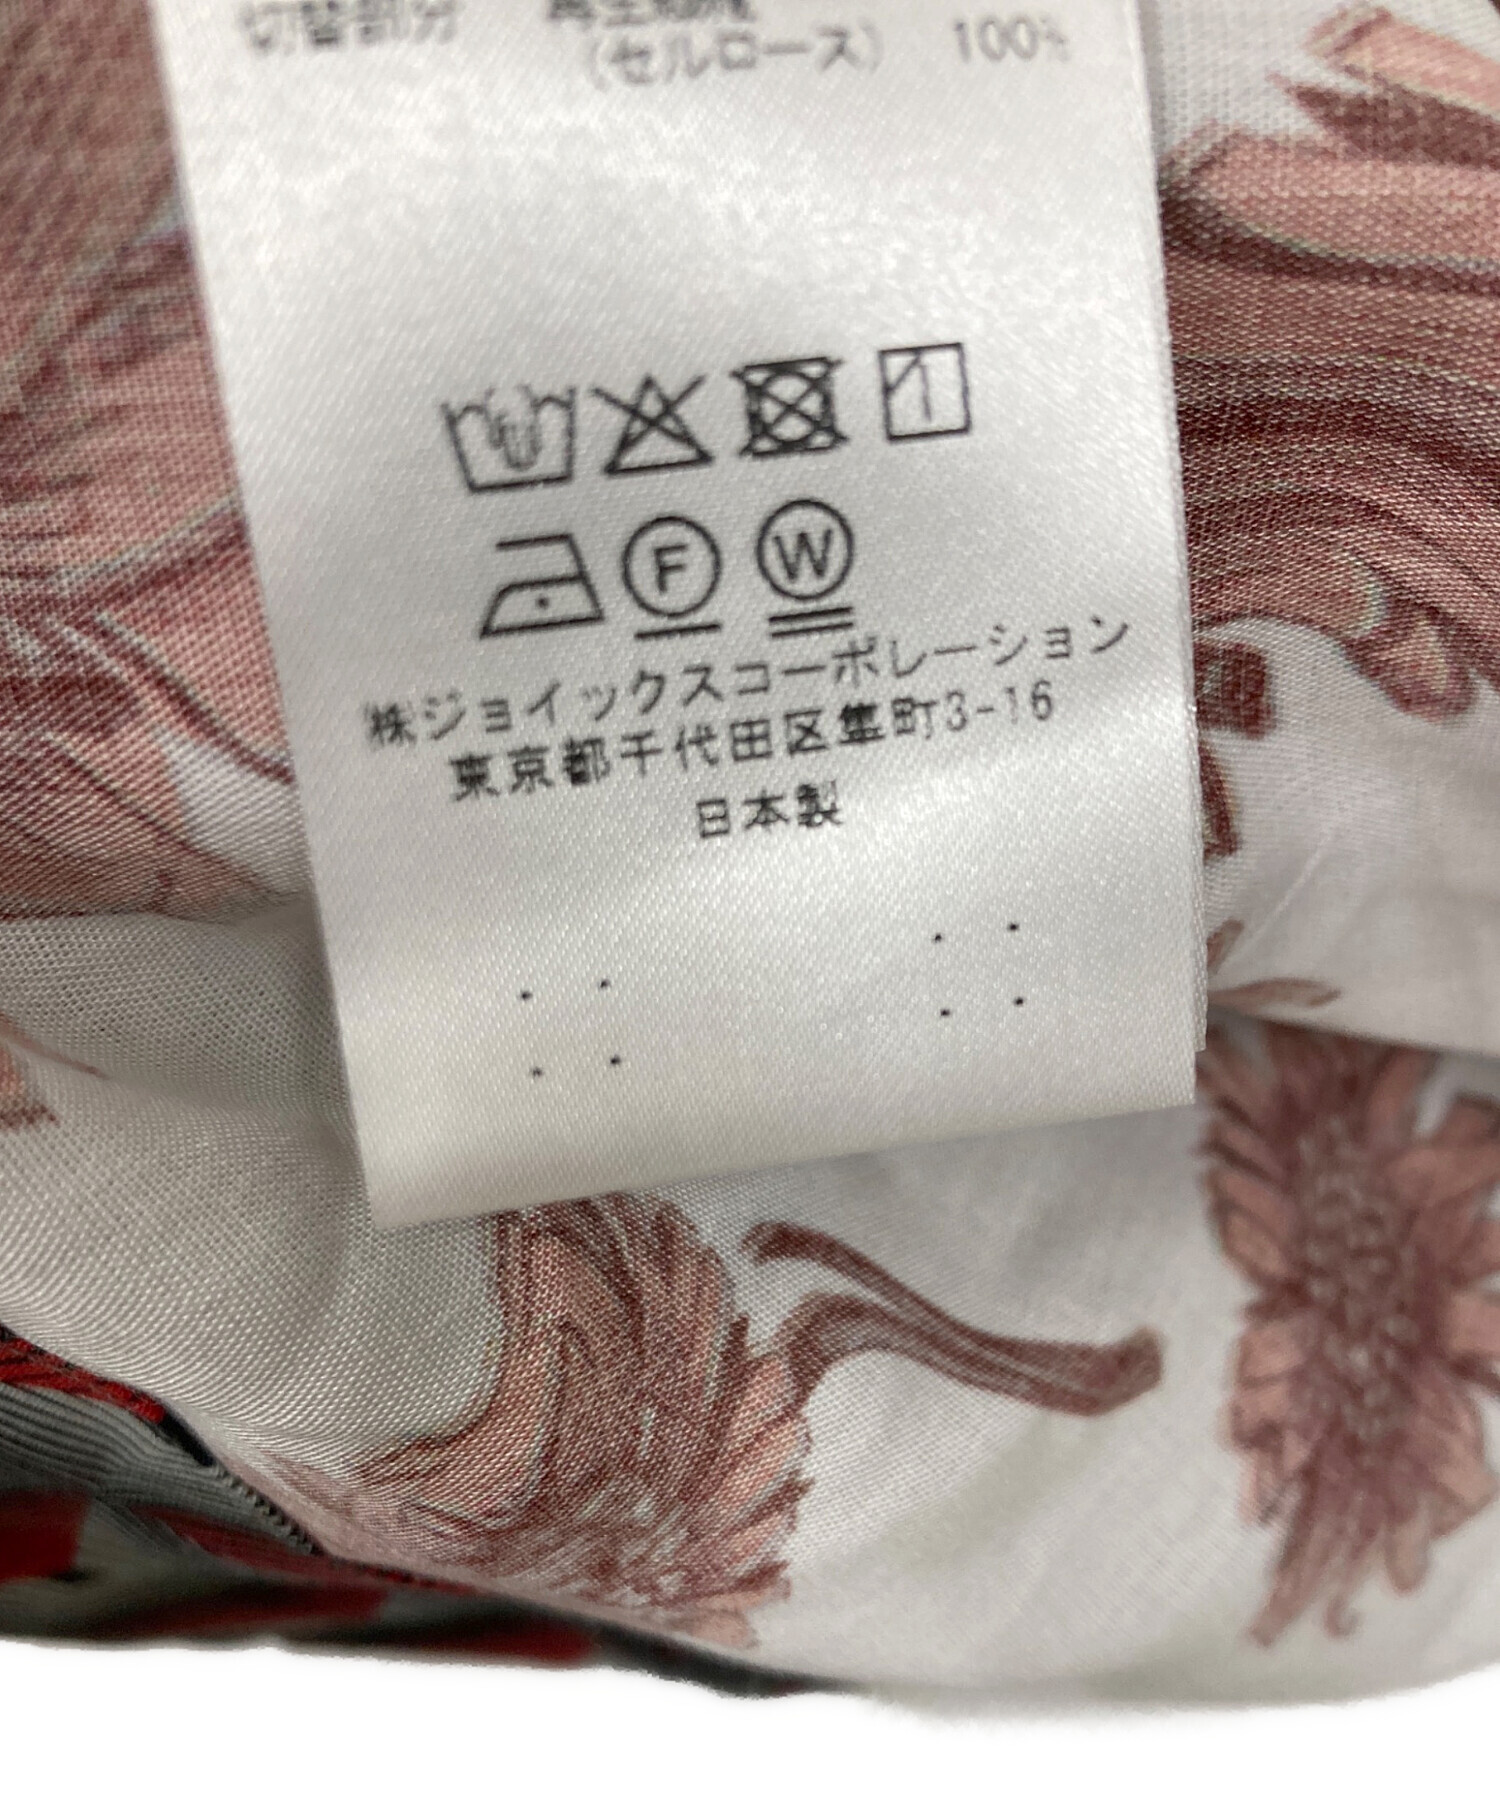 切替部分 再生繊維
(セルロース) 100%
F W
株ジョイックスコーポレーション
東京都千代田区隼町3-16
日本製